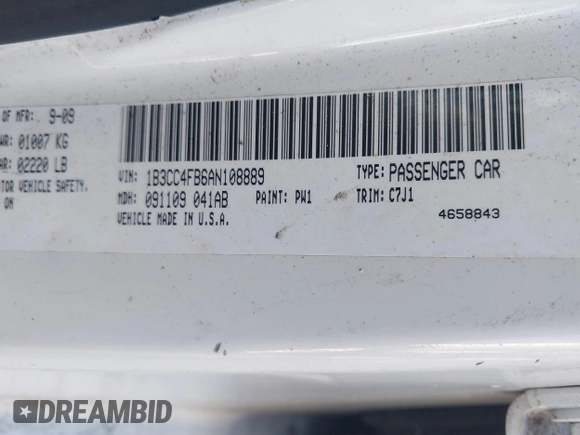 OF MFR: 9-09
WR: 01007 KG
AR: 02220 LB
TOR VEHICLE SAFETY,
ON
VIN: 1B3CC4FB6AN108889
TYPE: PASSENGER CAR
MDH: 091109 041AB
PAINT: PW1
TRIM: C7J1
VEHICLE MADE IN U.S.A.
4658843
DREAMBID